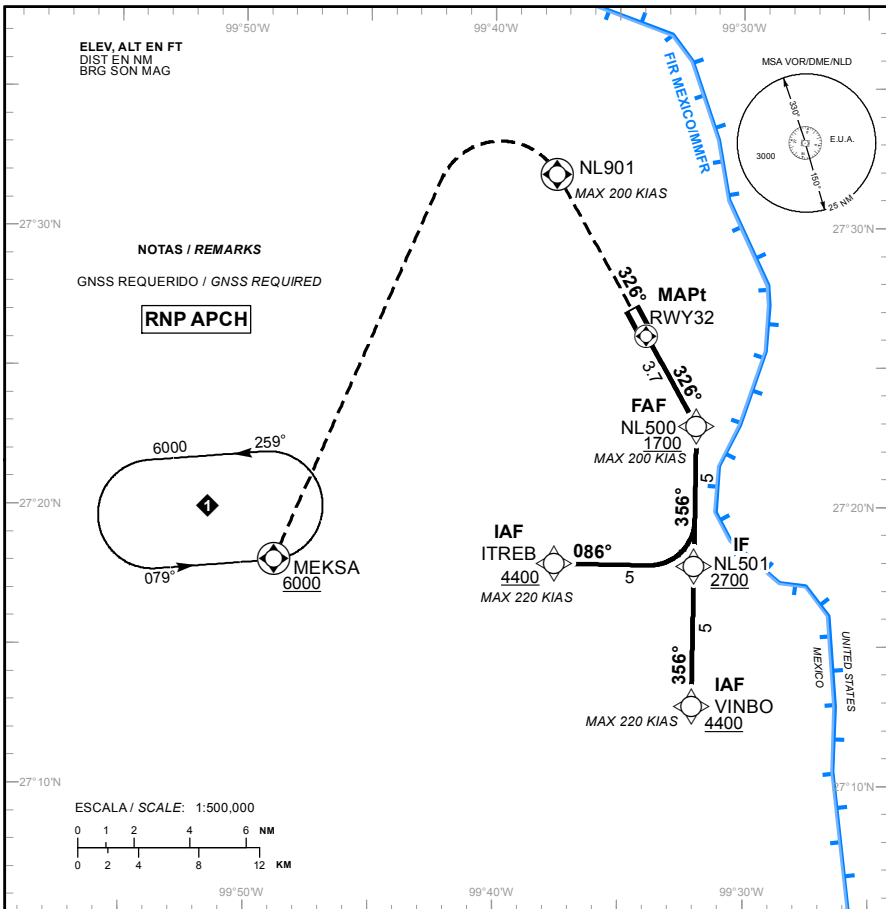 99°50'W
99°40'W
99°30'W
ELEV, ALT EN FT
DIST EN NM
BRG SON MAG
MSA VOR/DME/NLD
330°
E.U.A.
3000
150°
25 NM
FIR MEXICO/MMFR
NL901
MAX 200 KIAS
27°30'N
27°30'N
NOTAS / REMARKS
GNSS REQUERIDO / GNSS REQUIRED
RNP APCH
326°
MAPt
RWY32
3.7
326°
FAF
NL500
1700
MAX 200 KIAS
6000
259°
5
27°20'N
27°20'N
1
356°
IAF
ITREB
086°
4400
5
MAX 220 KIAS
IF
NL501
2700
MEKSA
6000
079°
5
356°
IAF
VINBO
4400
MAX 220 KIAS
UNITED STATES
MEXICO
27°10'N
27°10'N
ESCALA / SCALE: 1:500,000
0 1 2 4 6 NM
0 2 4 8 12 KM
99°50'W
99°40'W
99°30'W